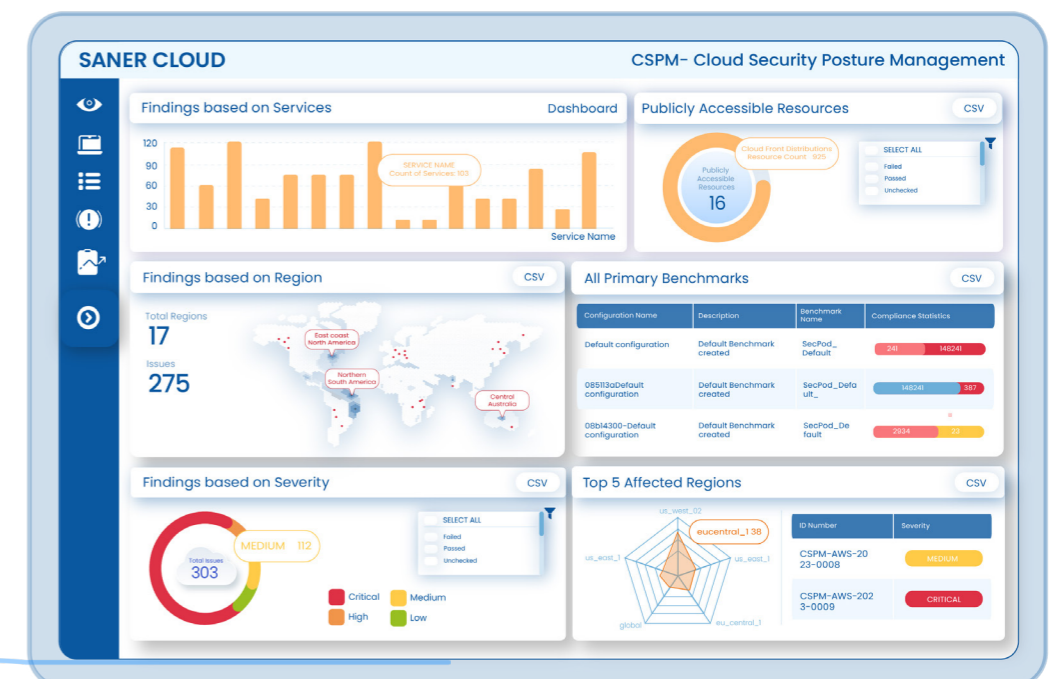 SANER CLOUD
CSPM- Cloud Security Posture Management
Findings based on Services
Dashboard
120
90
60
30
0
SERVICE NAME
Count of Services: 103
Service Name
Publicly Accessible Resources
CSV
Cloud Front Distributions
Resource Count 925
Publicly
Accessible
Resources
16
SELECT ALL
Failed
Passed
Unchecked
Findings based on Region
CSV
Total Regions
17
Issues
275
East coast
North America
Northern
South America
Central
Australia
All Primary Benchmarks
CSV
Configuration Name
Description
Benchmark
Name
Compliance Statistics
Default configuration
Default Benchmark
created
SecPod_
Default
241
148241
085113aDefault
configuration
Default Benchmark
created
SecPod_Defa
ult_
148241
387
08b14300-Default
configuration
Default Benchmark
created
SecPod_De
fault
2934
23
Findings based on Severity
CSV
Total Issues
303
MEDIUM 112
SELECT ALL
Failed
Passed
Unchecked
Critical
Medium
High
Low
Top 5 Affected Regions
CSV
us_west_02
eucentral_1 38
us_east_1
us_east_1
global
eu_central_1
ID Number
Severity
CSPM-AWS-20
23-0008
MEDIUM
CSPM-AWS-202
3-0009
CRITICAL